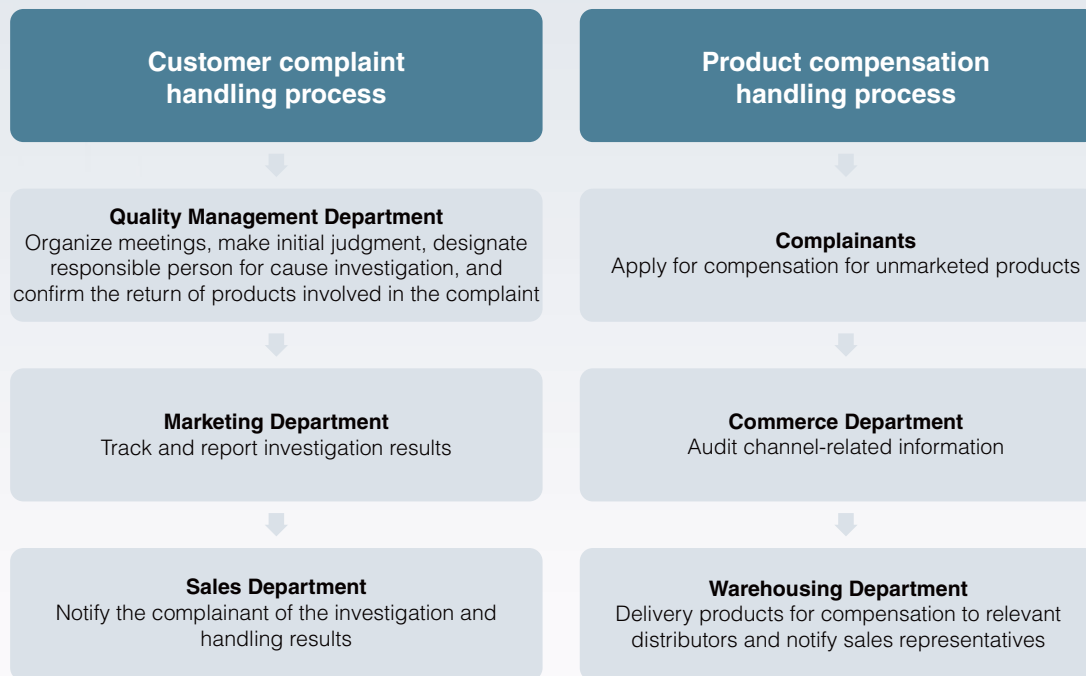 Customer complaint
handling process
Quality Management Department
Organize meetings, make initial judgment, designate
responsible person for cause investigation, and
confirm the return of products involved in the complaint
Marketing Department
Track and report investigation results
Sales Department
Notify the complainant of the investigation and
handling results
Product compensation
handling process
Complainants
Apply for compensation for unmarketed products
Commerce Department
Audit channel-related information
Warehousing Department
Delivery products for compensation to relevant
distributors and notify sales representatives